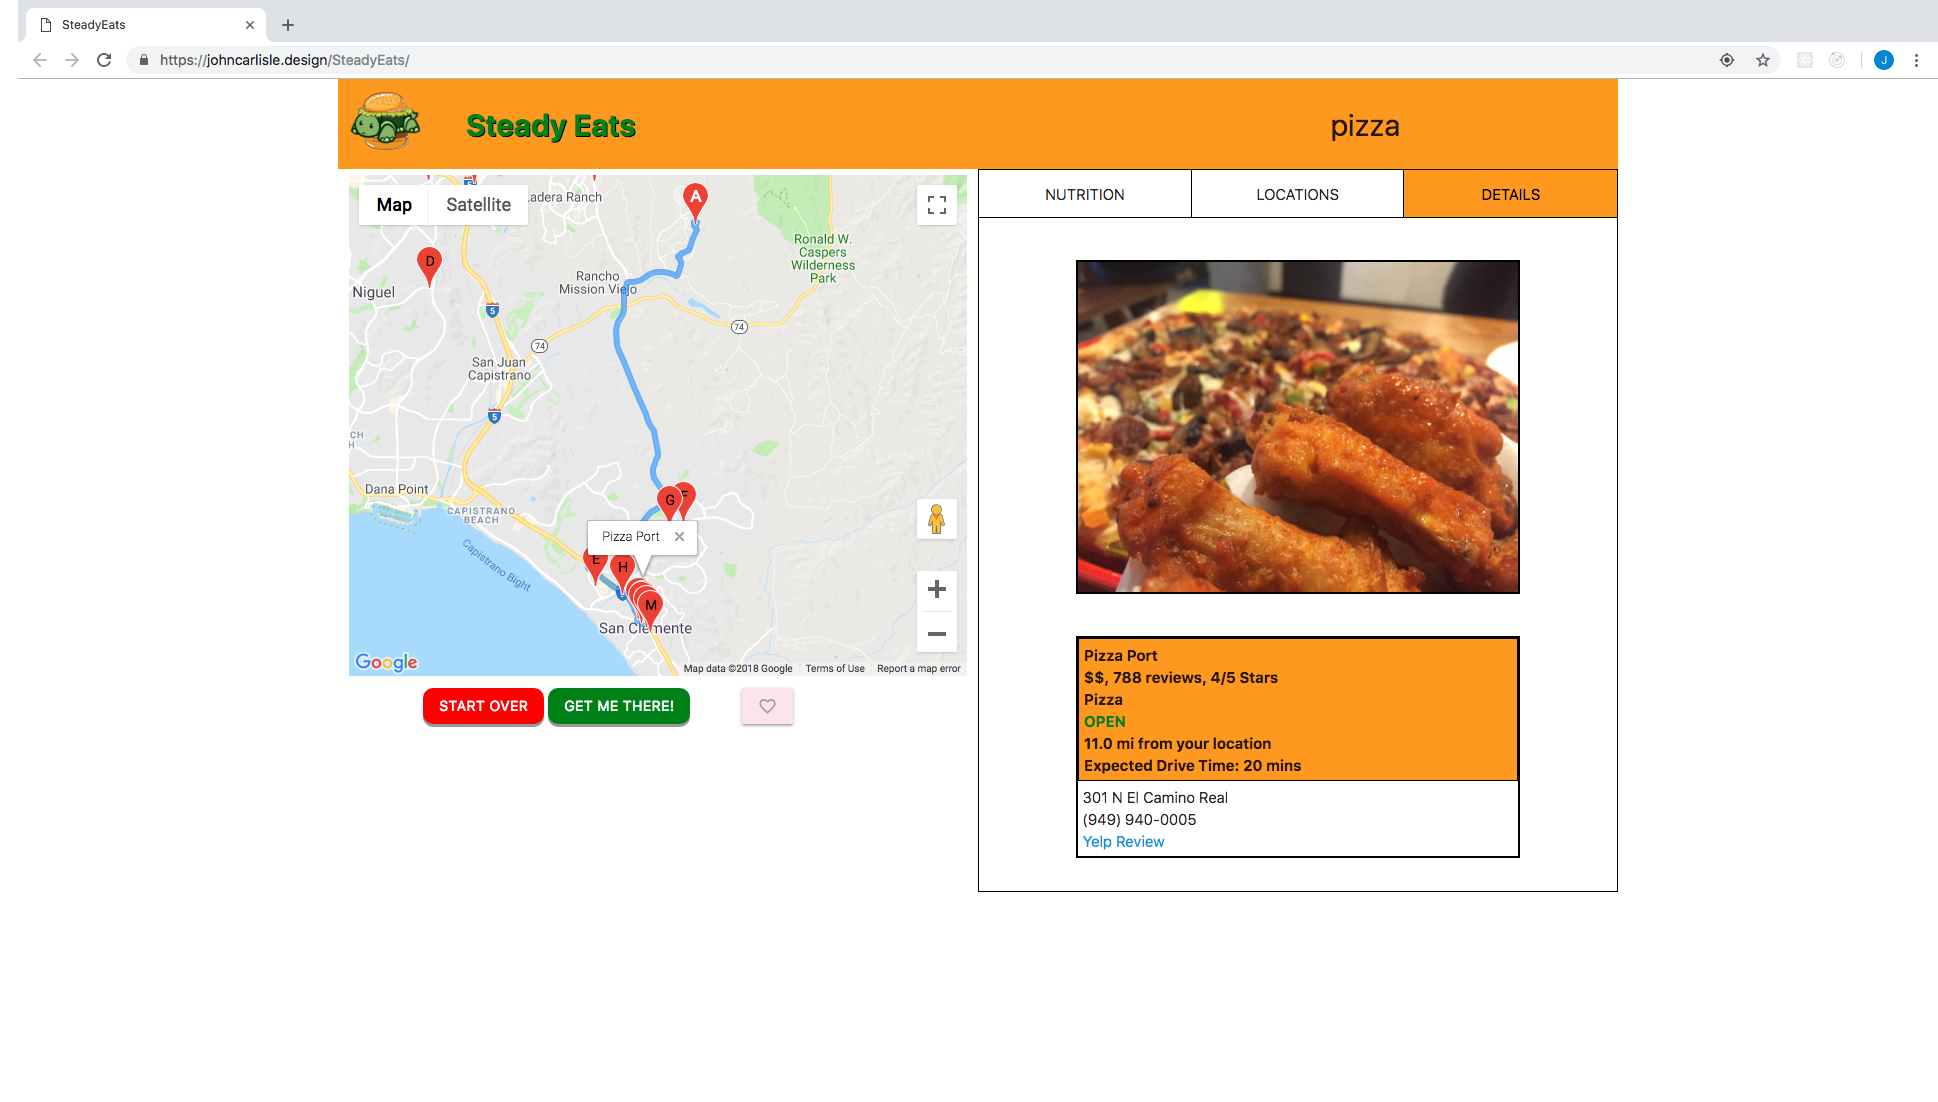 SteadyEats
https://johncarlisle.design/SteadyEats/
J
Steady Eats
pizza
Map
Satellite
adera Ranch
A
5
Ronald W.
Caspers
Wilderness
Park
D
Rancho
Mission Viejo
Niguel
5
74
74
San Juan
Capistrano
5
CH
H
Dana Point
CAPISTRANO
BEACH
G
F
Capistrano Bight
Pizza Port
E
H
M
San Clemente
Google
Map data ©2018 Google
Terms of Use
Report a map error
START OVER
GET ME THERE!
NUTRITION
LOCATIONS
DETAILS
Pizza Port
$$, 788 reviews, 4/5 Stars
Pizza
OPEN
11.0 mi from your location
Expected Drive Time: 20 mins
301 N El Camino Real
(949) 940-0005
Yelp Review